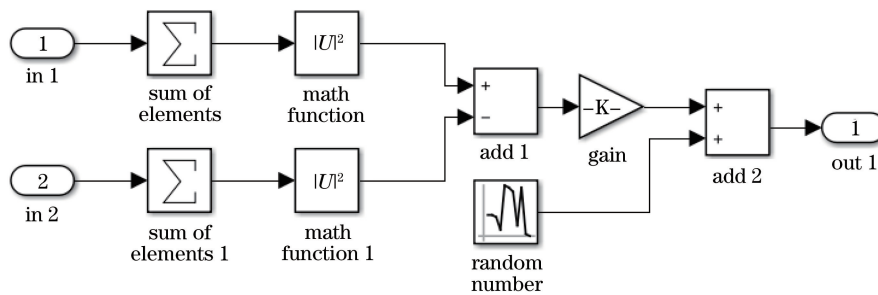 1
in 1
sum of
elements
|U|²
math
function
+
−
add 1
−K−
gain
+
+
add 2
1
out 1
2
in 2
sum of
elements 1
|U|²
math
function 1
random
number